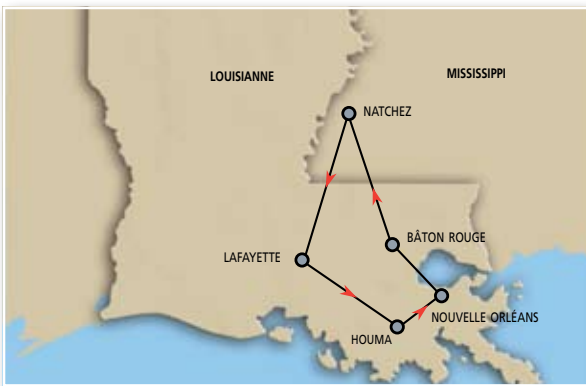 LOUISIANNE
MISSISSIPPI
NATCHEZ
BÂTON ROUGE
LAFAYETTE
NOUVELLE ORLÉANS
HOUMA